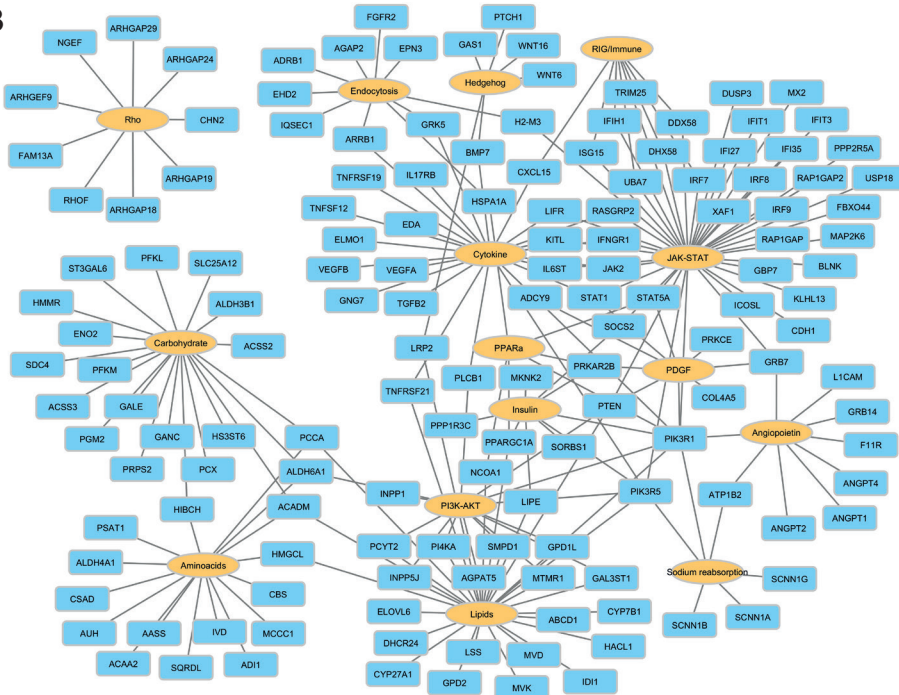 B
FGFR2
PTCH1
ARHGAP29
NGEF
AGAP2
EPN3
GAS1
WNT16
RIG/Immune
ADRB1
ARHGAP24
WNT6
Endocytosis
Hedgehog
TRIM25
DUSP3
MX2
ARHGEF9
EHD2
Rho
CHN2
IQSEC1
GRK5
H2-M3
IFIH1
DDX58
IFIT1
IFIT3
ARRB1
BMP7
ISG15
DHX58
IFI27
IFI35
PPP2R5A
FAM13A
ARHGAP19
TNFRSF19
IL17RB
CXCL15
UBA7
IRF7
IRF8
RAP1GAP2
USP18
RHOF
ARHGAP18
TNFSF12
EDA
HSPA1A
LIFR
RASGRP2
XAF1
IRF9
FBXO44
ELMO1
KITL
IFNGR1
RAP1GAP
MAP2K6
PFKL
SLC25A12
Cytokine
JAK-STAT
ST3GAL6
VEGFB
VEGFA
IL6ST
JAK2
GBP7
BLNK
HMMR
ALDH3B1
GNG7
TGFB2
ADCY9
STAT1
STAT5A
ICOSL
KLHL13
ENO2
SOCS2
CDH1
Carbohydrate
ACSS2
LRP2
PPARa
PRKCE
SDC4
PFKM
PLCB1
MKNK2
PRKAR2B
PDGF
GRB7
L1CAM
ACSS3
GALE
TNFRSF21
COL4A5
GRB14
Insulin
PTEN
PGM2
GANC
HS3ST6
PCCA
PPP1R3C
PPARGC1A
SORBS1
PIK3R1
Angiopoietin
F11R
PRPS2
PCX
ALDH6A1
NCOA1
ANGPT4
HIBCH
ACADM
INPP1
PI3K-AKT
LIPE
PIK3R5
ATP1B2
ANGPT1
PSAT1
ANGPT2
PCYT2
PI4KA
SMPD1
GPD1L
ALDH4A1
Aminoacids
HMGCL
Sodium reabsorption
INPP5J
AGPAT5
MTMR1
GAL3ST1
SCNN1G
CSAD
CBS
ELOVL6
Lipids
ABCD1
CYP7B1
SCNN1A
SCNN1B
AUH
AASS
IVD
MCCC1
DHCR24
HACL1
ACAA2
SQRDL
ADI1
CYP27A1
LSS
MVD
GPD2
MVK
IDI1